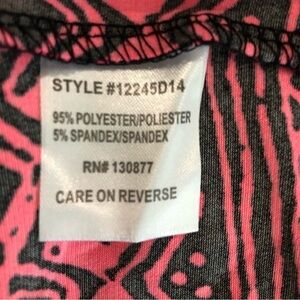 STYLE #12245D14
95% POLYESTER/POLIESTER
5% SPANDEX/SPANDEX
RN# 130877
CARE ON REVERSE